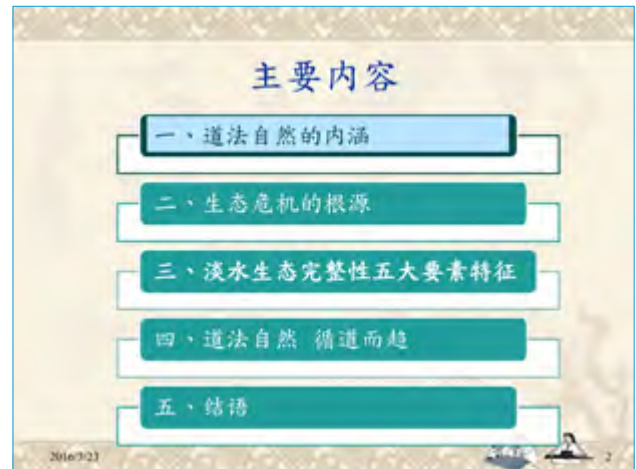 主要内容
一、道法自然的内涵
二、生态危机的根源
三、淡水生态完整性五大要素特征
四、道法自然 循道而趋
五、结语
2016/3/23
2